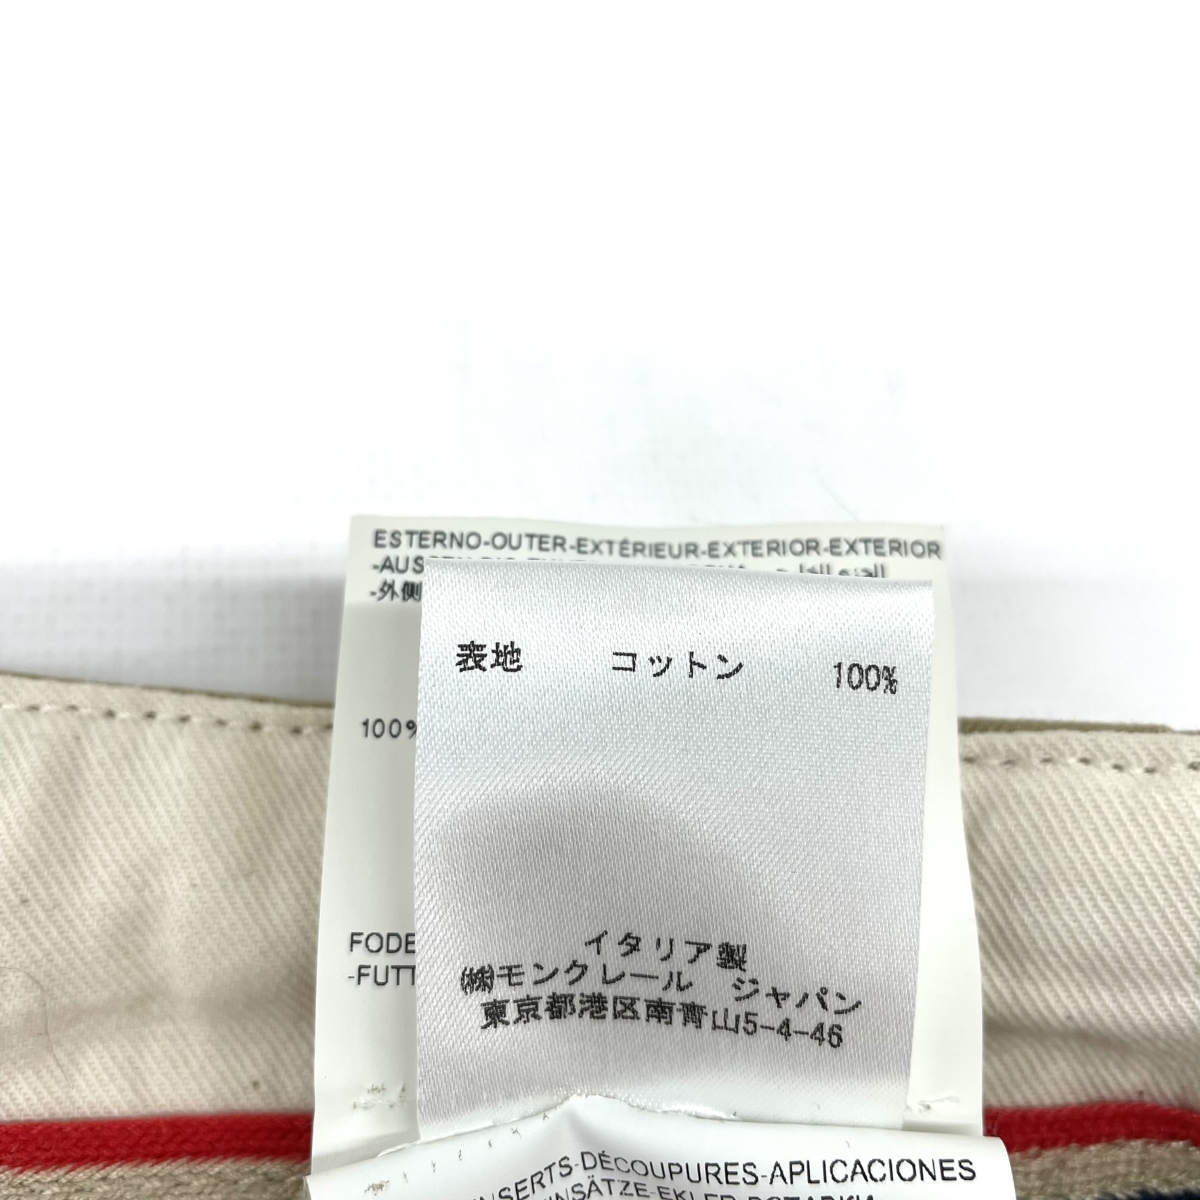 ESTERNO-OUTER-EXTÉRIEUR-EXTERIOR-EXTERIOR
-外側
表地 コットン 100%
100%
FODE
-FUTT
イタリア製
㈱モンクレール ジャパン
東京都港区南青山5-4-46
INSERTS-DÉCOUPURES-APLICACIONES